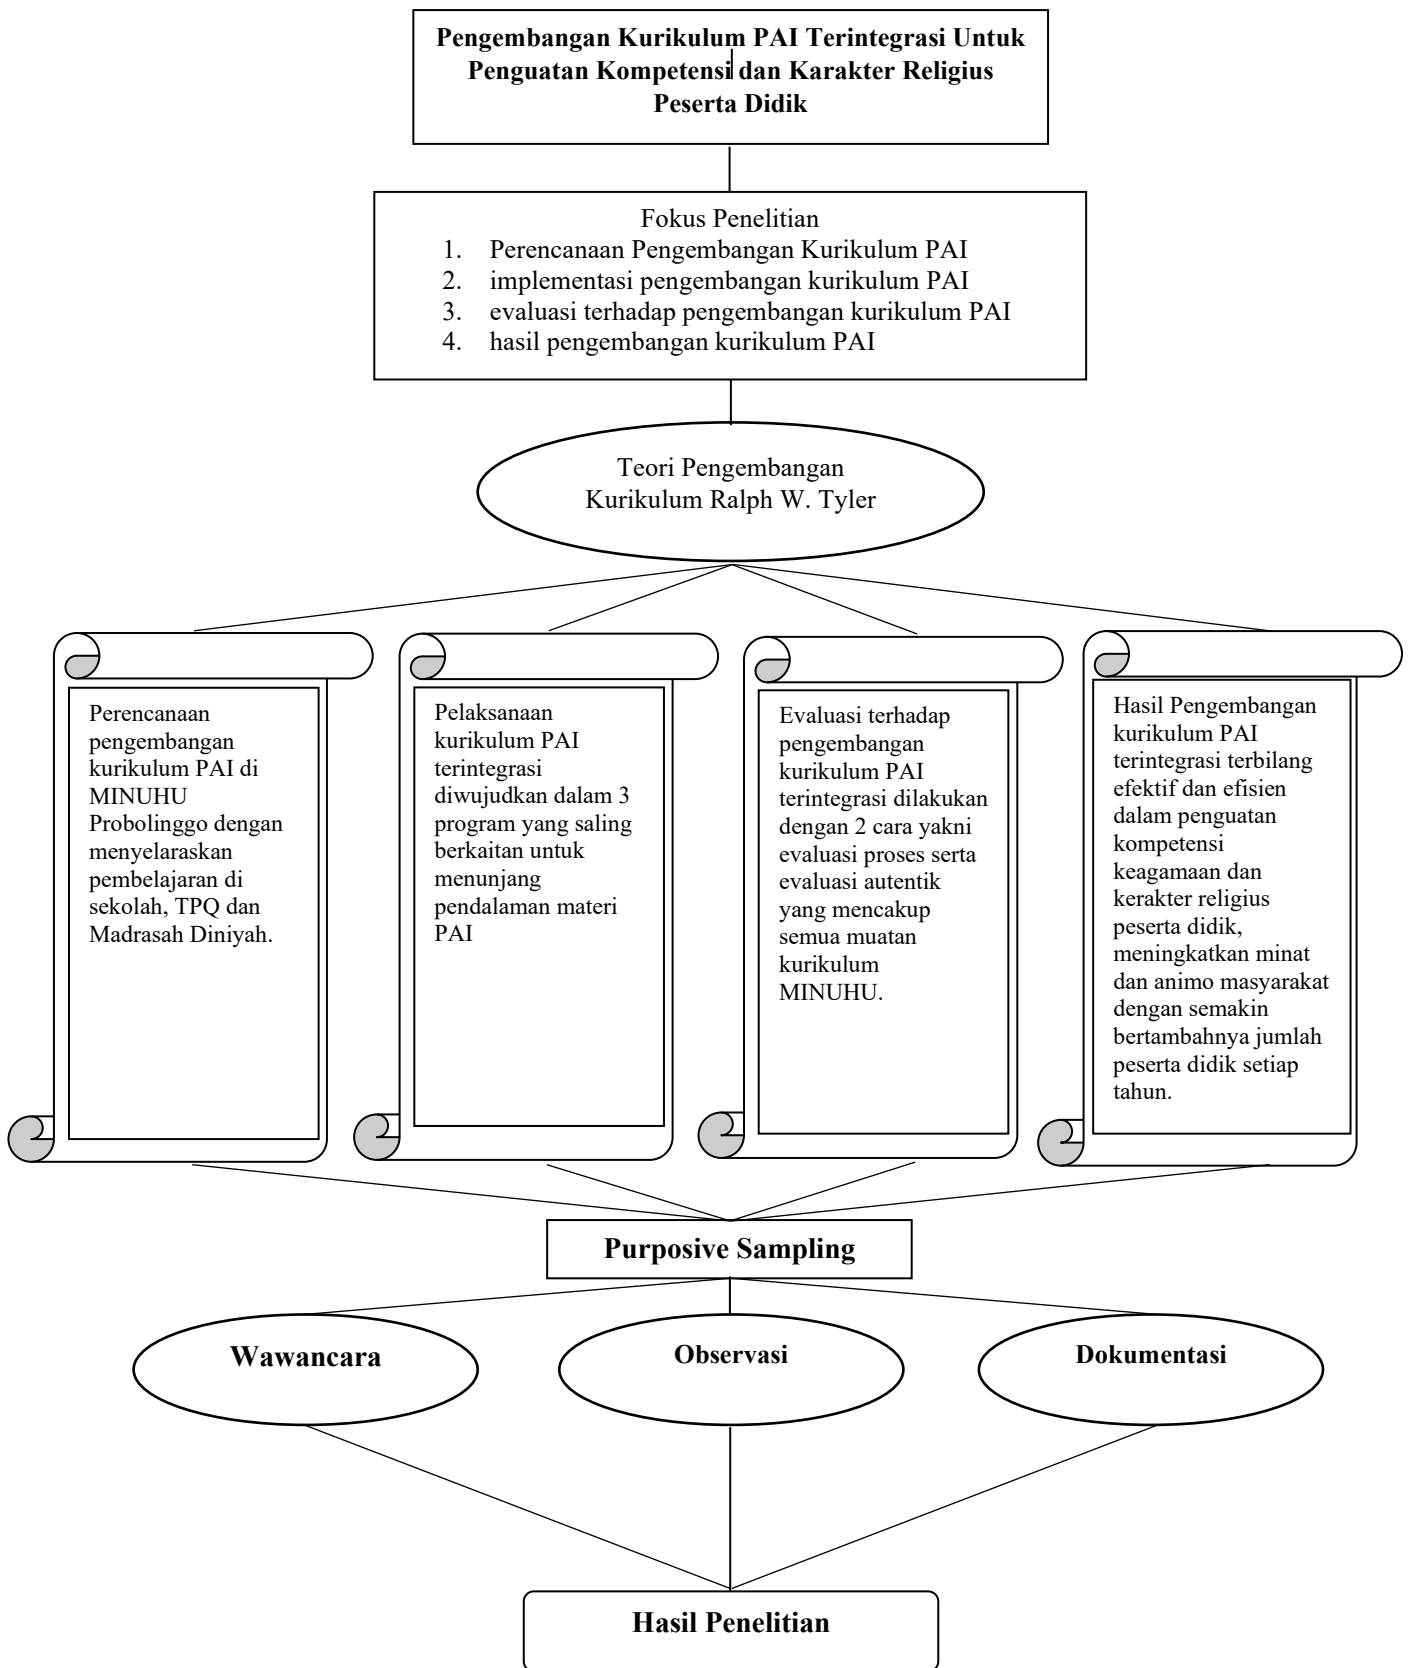 Pengembangan Kurikulum PAI Terintegrasi Untuk
Penguatan Kompetensi dan Karakter Religius
Peserta Didik
Fokus Penelitian
1. Perencanaan Pengembangan Kurikulum PAI
2. implementasi pengembangan kurikulum PAI
3. evaluasi terhadap pengembangan kurikulum PAI
4. hasil pengembangan kurikulum PAI
Teori Pengembangan
Kurikulum Ralph W. Tyler
Perencanaan
pengembangan
kurikulum PAI di
MINUHU
Probolinggo dengan
menyelaraskan
pembelajaran di
sekolah, TPQ dan
Madrasah Diniyah.
Pelaksanaan
kurikulum PAI
terintegrasi
diwujudkan dalam 3
program yang saling
berkaitan untuk
menunjang
pendalaman materi
PAI
Evaluasi terhadap
pengembangan
kurikulum PAI
terintegrasi dilakukan
dengan 2 cara yakni
evaluasi proses serta
evaluasi autentik
yang mencakup
semua muatan
kurikulum
MINUHU.
Hasil Pengembangan
kurikulum PAI
terintegrasi terbilang
efektif dan efisien
dalam penguatan
kompetensi
keagamaan dan
kerakter religius
peserta didik,
meningkatkan minat
dan animo masyarakat
dengan semakin
bertambahnya jumlah
peserta didik setiap
tahun.
Purposive Sampling
Wawancara
Observasi
Dokumentasi
Hasil Penelitian